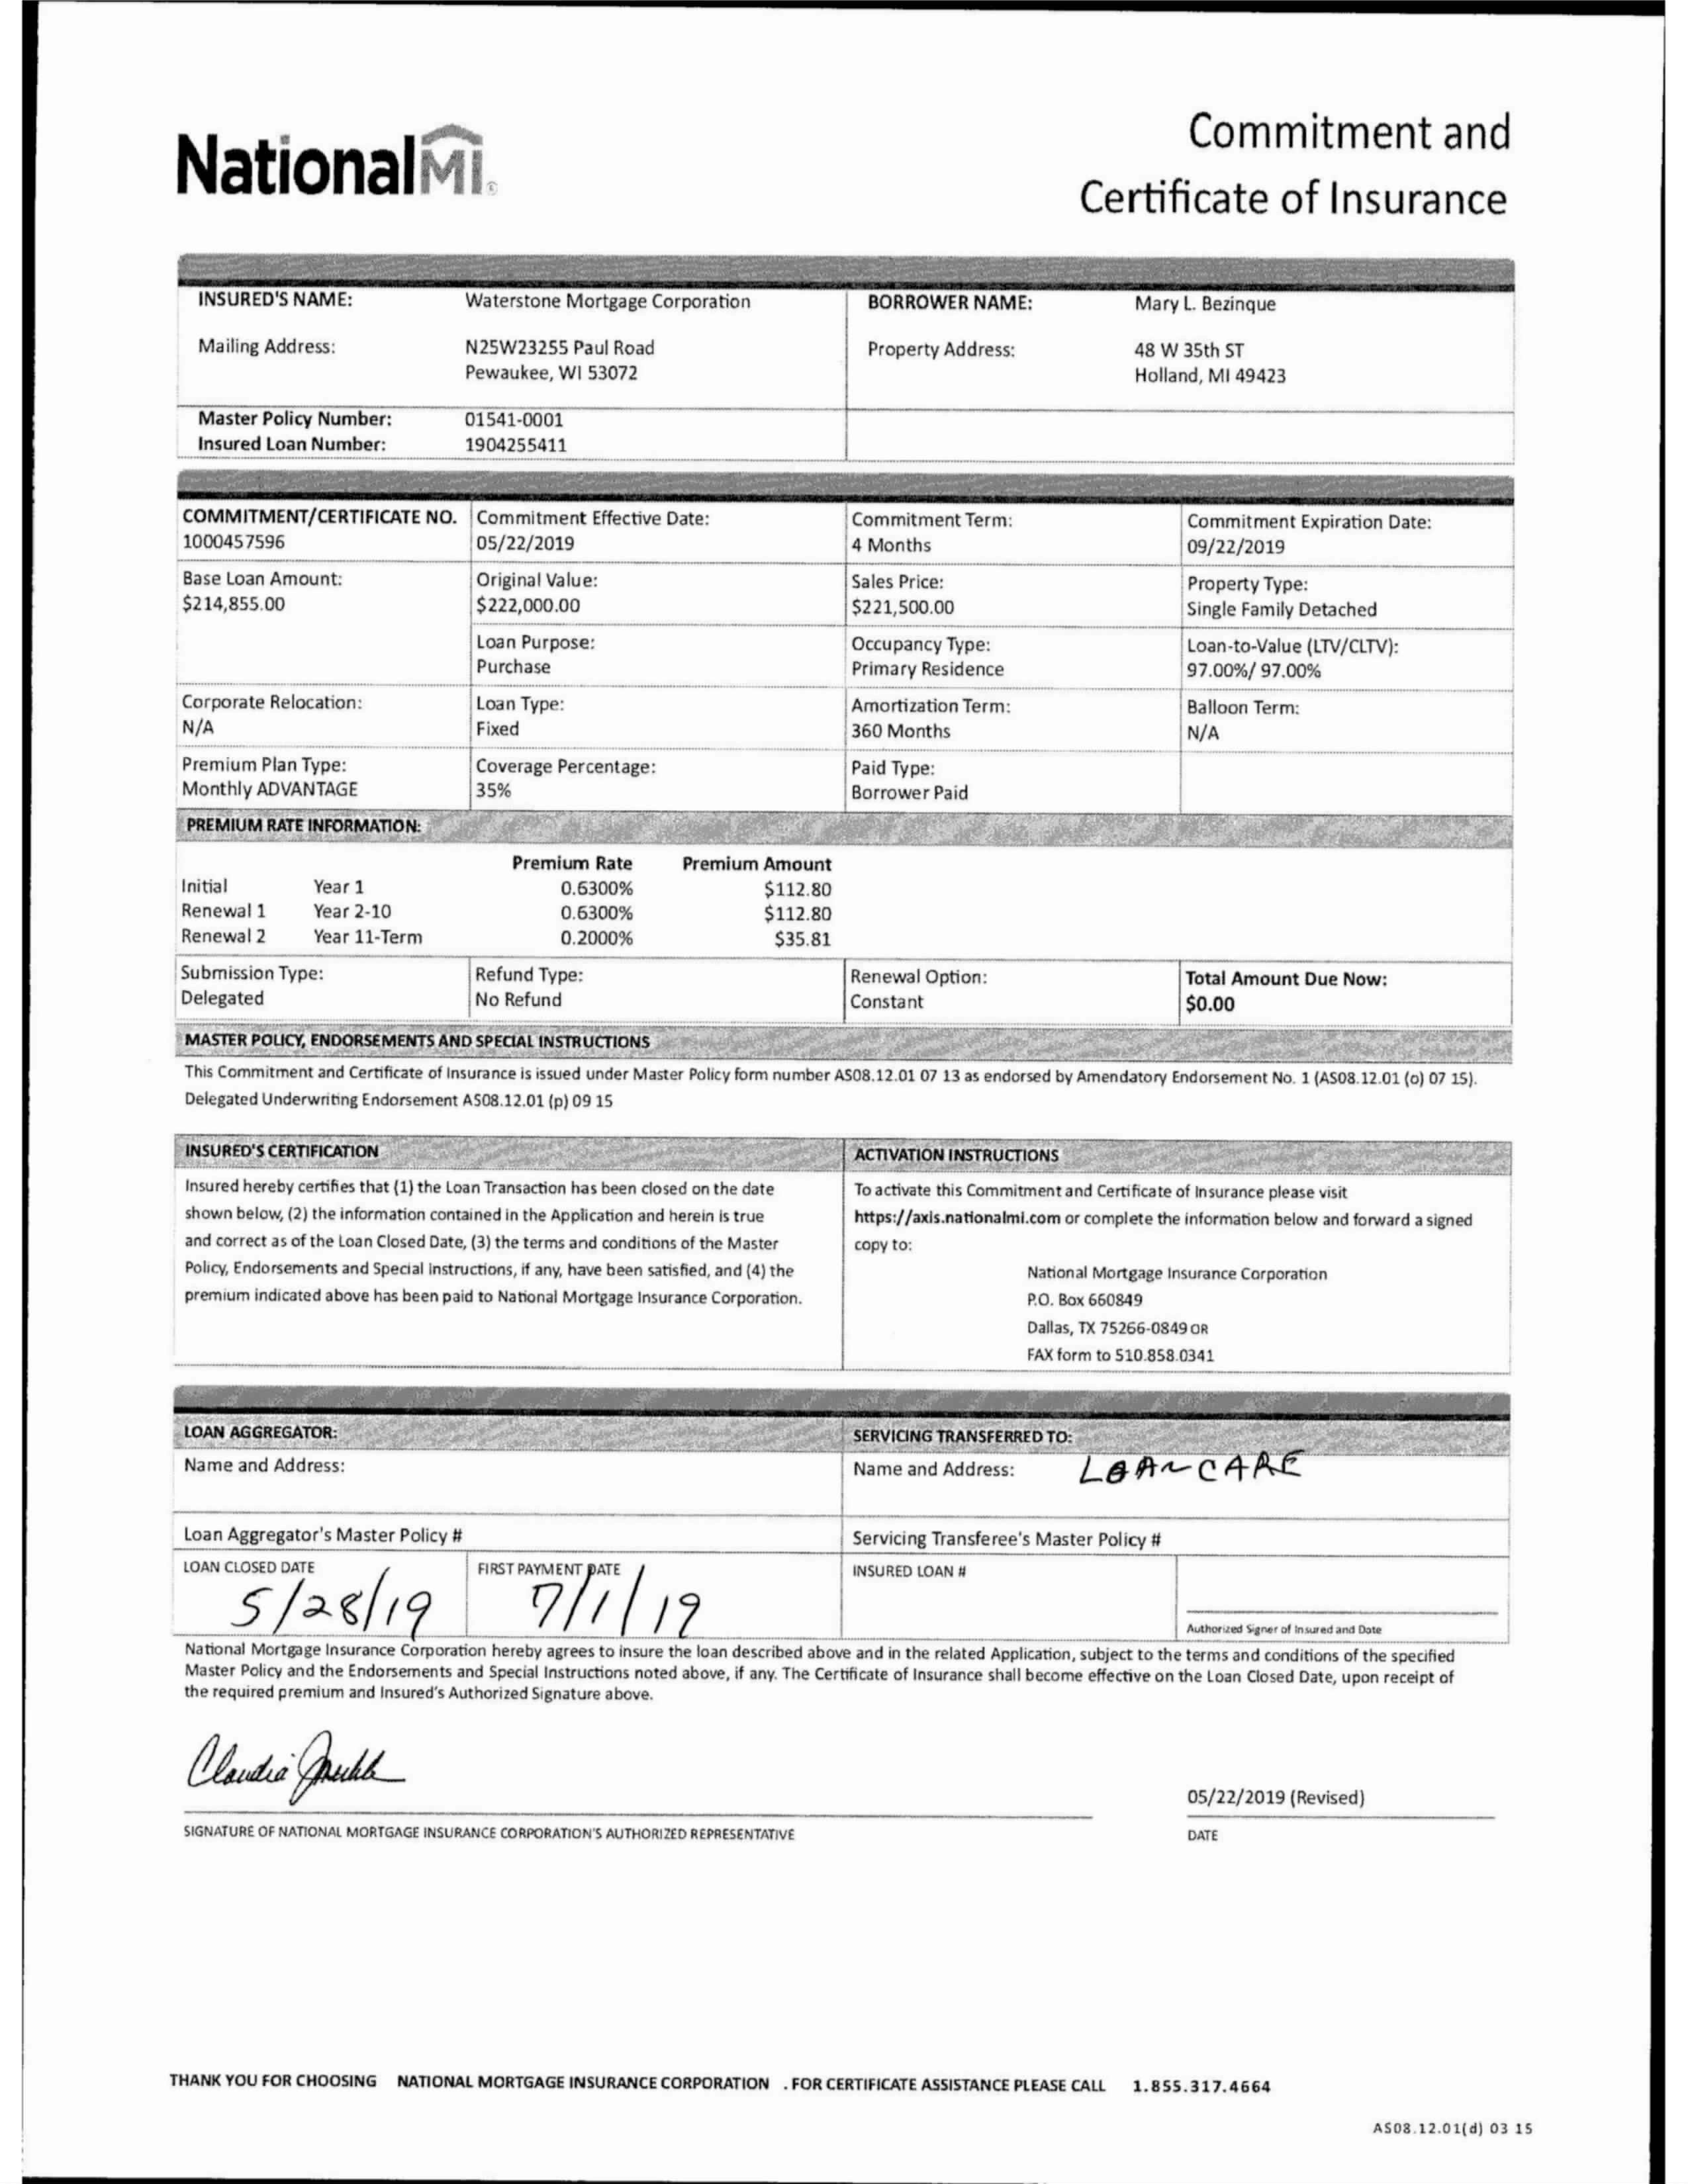 NationalMI
Commitment and
Certificate of Insurance
INSURED'S NAME: Waterstone Mortgage Corporation BORROWER NAME: Mary L. Bezinque
Mailing Address: N25W23255 Paul Road Property Address: 48 W 35th ST
Pewaukee, WI 53072 Holland, MI 49423
Master Policy Number: 01541-0001
Insured Loan Number: 1904255411
COMMITMENT/CERTIFICATE NO. Commitment Effective Date: Commitment Term: Commitment Expiration Date:
1000457596 05/22/2019 4 Months 09/22/2019
Base Loan Amount: Original Value: Sales Price: Property Type:
$214,855.00 $222,000.00 $221,500.00 Single Family Detached
Loan Purpose: Occupancy Type: Loan-to-Value (LTV/CLTV):
Purchase Primary Residence 97.00%/ 97.00%
Corporate Relocation: Loan Type: Amortization Term: Balloon Term:
N/A Fixed 360 Months N/A
Premium Plan Type: Coverage Percentage: Paid Type:
Monthly ADVANTAGE 35% Borrower Paid
PREMIUM RATE INFORMATION:
Premium Rate Premium Amount
Initial Year 1 0.6300% $112.80
Renewal 1 Year 2-10 0.6300% $112.80
Renewal 2 Year 11-Term 0.2000% $35.81
Submission Type: Refund Type: Renewal Option: Total Amount Due Now:
Delegated No Refund Constant $0.00
MASTER POLICY, ENDORSEMENTS AND SPECIAL INSTRUCTIONS
This Commitment and Certificate of Insurance is issued under Master Policy form number AS08.12.01 07 13 as endorsed by Amendatory Endorsement No. 1 (AS08.12.01 (o) 07 15).
Delegated Underwriting Endorsement AS08.12.01 (p) 09 15
INSURED'S CERTIFICATION
Insured hereby certifies that (1) the Loan Transaction has been closed on the date
shown below, (2) the information contained in the Application and herein is true
and correct as of the Loan Closed Date, (3) the terms and conditions of the Master
Policy, Endorsements and Special Instructions, if any, have been satisfied, and (4) the
premium indicated above has been paid to National Mortgage Insurance Corporation.
ACTIVATION INSTRUCTIONS
To activate this Commitment and Certificate of Insurance please visit
https://axis.nationalmi.com or complete the information below and forward a signed
copy to:
National Mortgage Insurance Corporation
P.O. Box 660849
Dallas, TX 75266-0849 OR
FAX form to 510.858.0341
LOAN AGGREGATOR: SERVICING TRANSFERRED TO:
Name and Address: Name and Address: LOANCARE
Loan Aggregator's Master Policy # Servicing Transferee's Master Policy #
LOAN CLOSED DATE FIRST PAYMENT DATE INSURED LOAN #
5/28/19 7/1/19
Authorized Signer of Insured and Date
National Mortgage Insurance Corporation hereby agrees to insure the loan described above and in the related Application, subject to the terms and conditions of the specified
Master Policy and the Endorsements and Special Instructions noted above, if any. The Certificate of Insurance shall become effective on the Loan Closed Date, upon receipt of
the required premium and Insured's Authorized Signature above.
Claudia
05/22/2019 (Revised)
SIGNATURE OF NATIONAL MORTGAGE INSURANCE CORPORATION'S AUTHORIZED REPRESENTATIVE DATE
THANK YOU FOR CHOOSING NATIONAL MORTGAGE INSURANCE CORPORATION . FOR CERTIFICATE ASSISTANCE PLEASE CALL 1.855.317.4664
AS08.12.01(d) 03 15